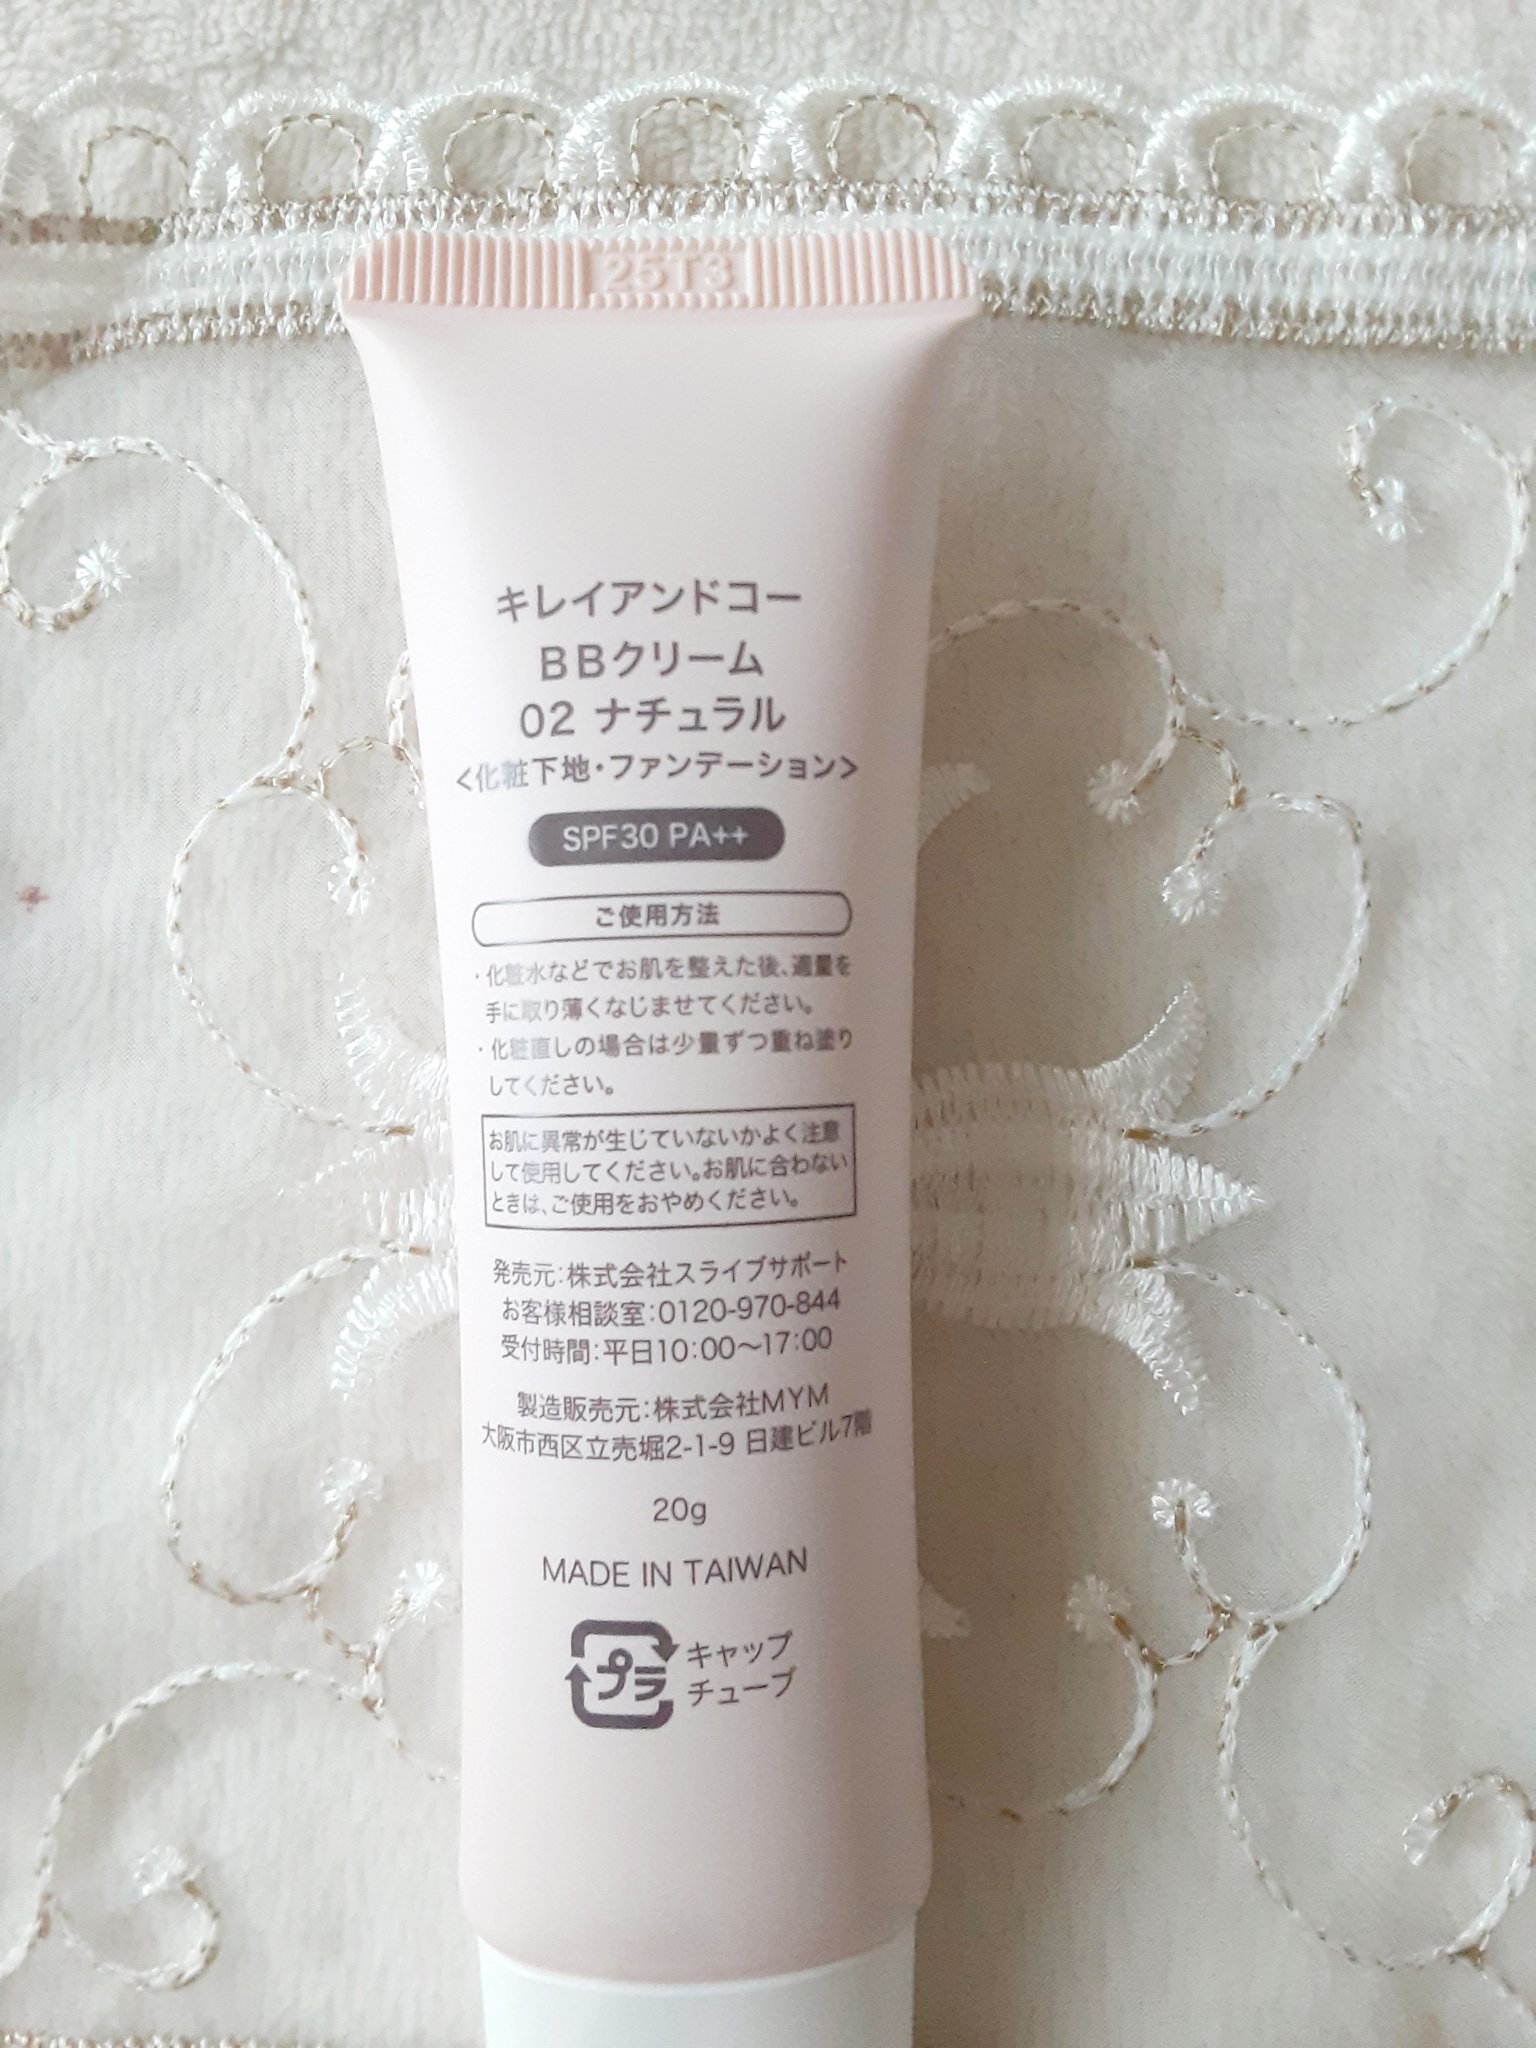 25T3
キレイアンドコー
BBクリーム
02 ナチュラル
<化粧下地・ファンデーション>
SPF30 PA++
ご使用方法
・化粧水などでお肌を整えた後、適量を
手に取り薄くなじませてください。
・化粧直しの場合は少量ずつ重ね塗り
してください。
お肌に異常が生じていないかよく注意
して使用してください。お肌に合わない
ときは、ご使用をおやめください。
発売元:株式会社スライブサポート
お客様相談室:0120-970-844
受付時間:平日10:00〜17:00
製造販売元:株式会社MYM
大阪市西区立売堀2-1-9 日建ビル7階
20g
MADE IN TAIWAN
プラ キャップ
チューブ